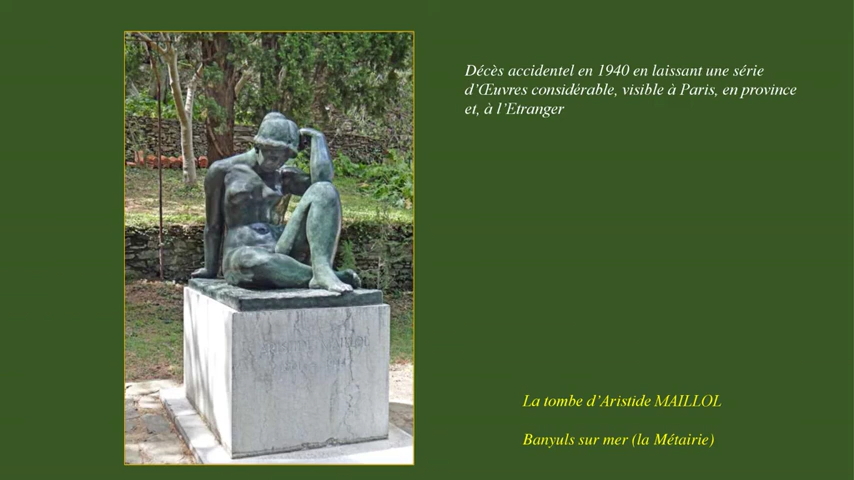 Décès accidentel en 1940 en laissant une série
d'Œuvres considérable, visible à Paris, en province
et, à l'Etranger
La tombe d'Aristide MAILLOL
Banyuls sur mer (la Métairie)